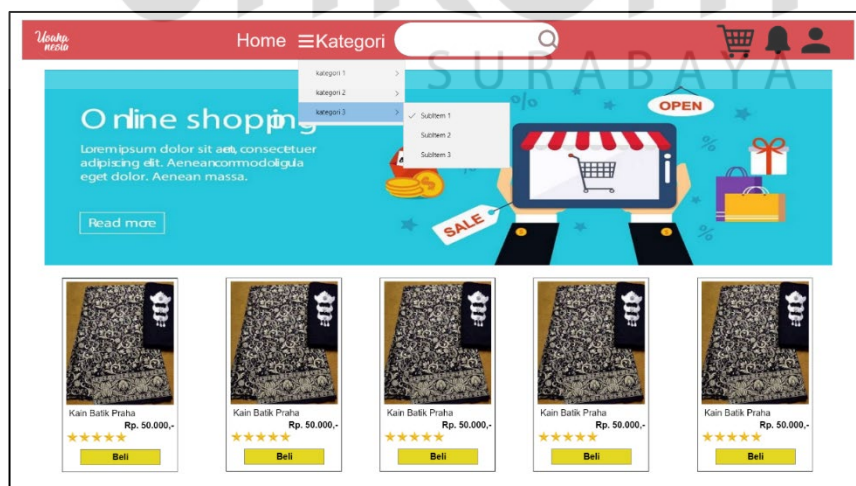 Usaha
nesia
Home Kategori
SURABAYA
kategori 1
kategori 2
kategori 3
SubItem 1
SubItem 2
SubItem 3
Online shopping
Lorem ipsum dolor sit aet, consectetuer
adipiscing elit. Aenean commodo ligula
eget dolor. Aenean massa.
Read more
OPEN
SALE
Kain Batik Praha
Rp. 50.000,-
Beli
Kain Batik Praha
Rp. 50.000,-
Beli
Kain Batik Praha
Rp. 50.000,-
Beli
Kain Batik Praha
Rp. 50.000,-
Beli
Kain Batik Praha
Rp. 50.000,-
Beli